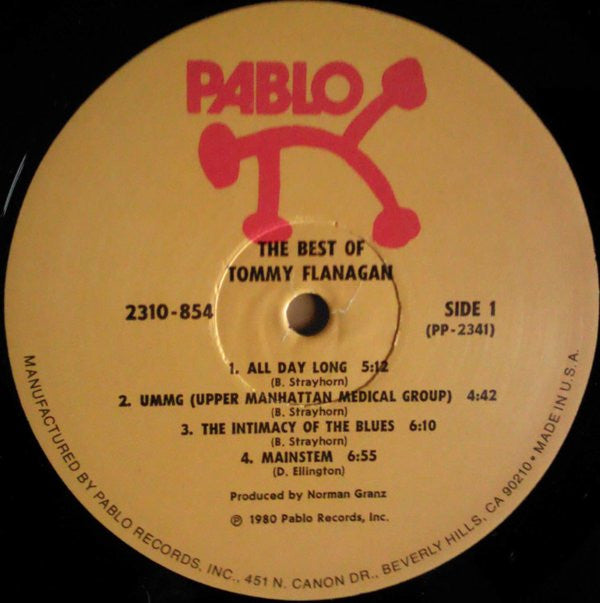 PABLO
THE BEST OF
TOMMY FLANAGAN
2310-854
SIDE 1
(PP-2341)
1. ALL DAY LONG 5:12
(B. Strayhorn)
2. UMMG (UPPER MANHATTAN MEDICAL GROUP) 4:42
(B. Strayhorn)
3. THE INTIMACY OF THE BLUES 6:10
(B. Strayhorn)
4. MAINSTEM 6:55
(D. Ellington)
Produced by Norman Granz
℗ 1980 Pablo Records, Inc.
MANUFACTURED BY PABLO RECORDS, INC., 451 N. CANON DR., BEVERLY HILLS, CA 90210 • MADE IN U.S.A.